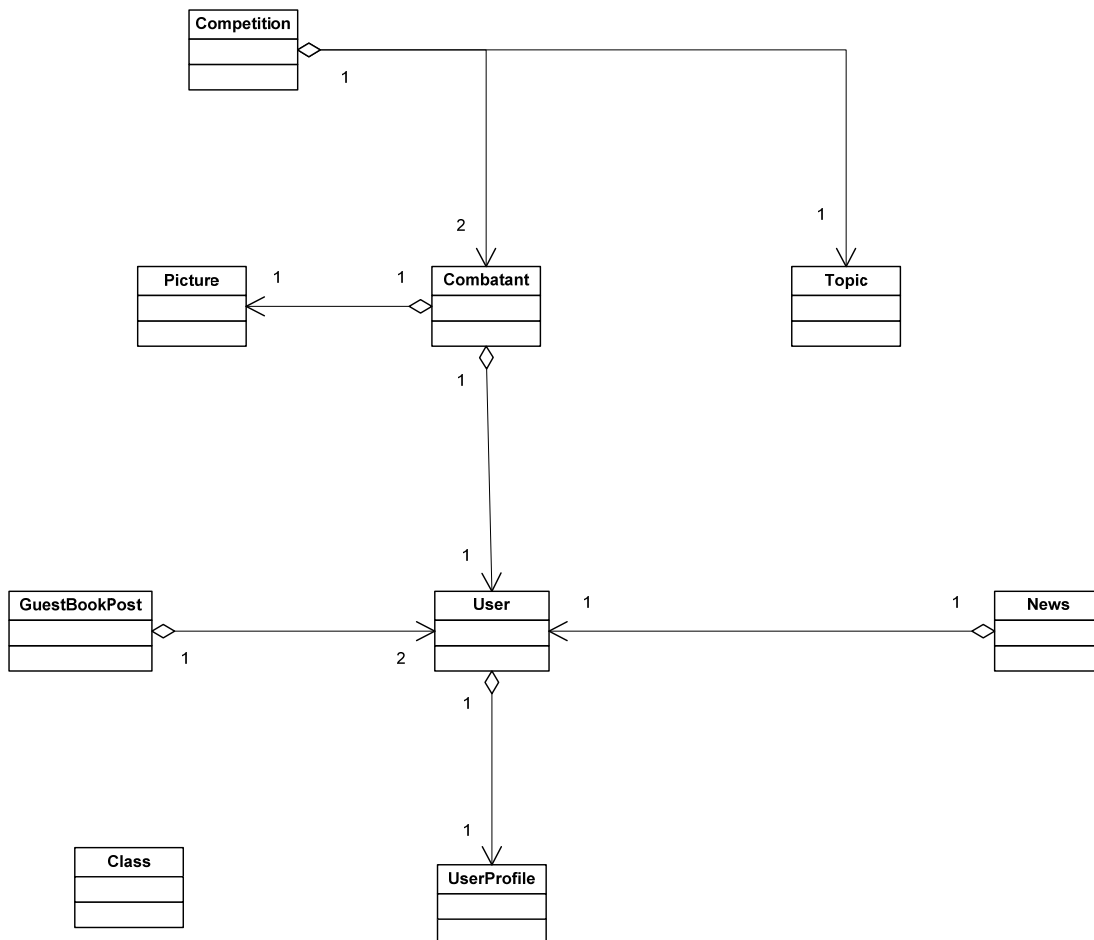 Competition
1
2
1
Picture
1
1
Combatant
Topic
1
1
GuestBookPost
User
1
1
News
1
2
1
1
Class
UserProfile